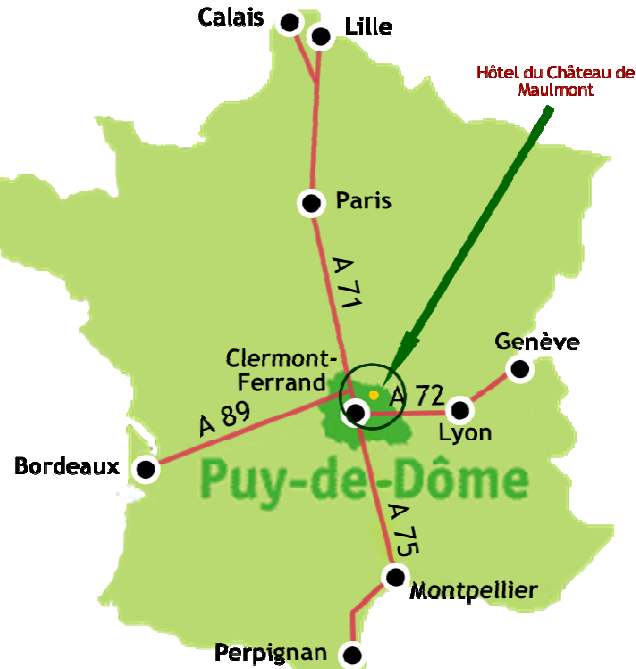 Calais
Lille
Hôtel du Château de
Maulmont
Paris
A 71
Genève
Clermont-
Ferrand
A 72
A 89
Lyon
Bordeaux
Puy-de-Dôme
A 75
Montpellier
Perpignan